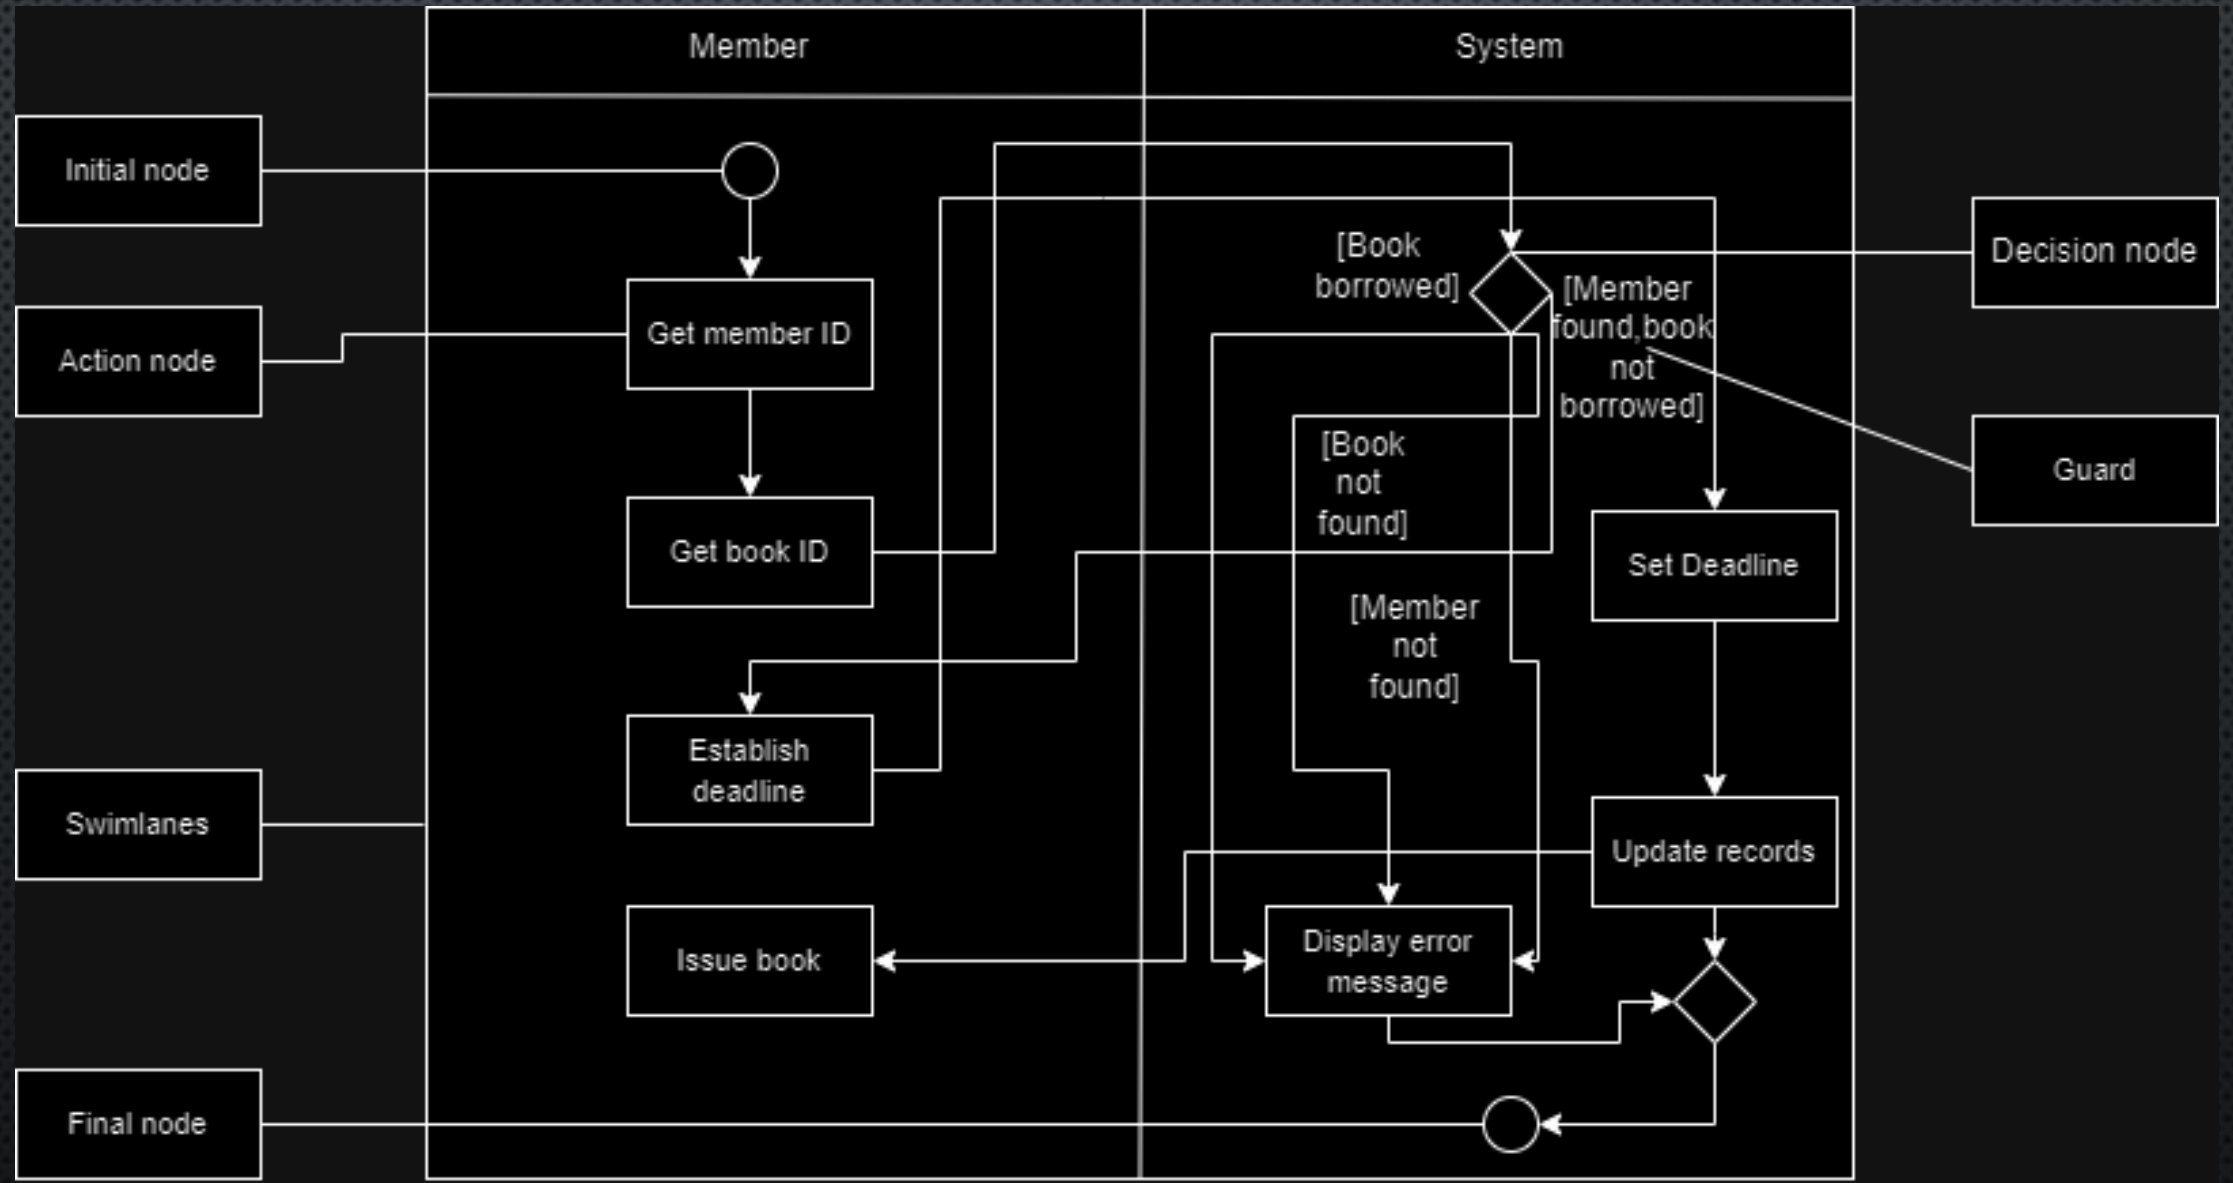 Member
System
Initial node
Action node
Swimlanes
Final node
Get member ID
Get book ID
Establish
deadline
Issue book
[Book
borrowed]
[Member
found,book
not
borrowed]
[Book
not
found]
[Member
not
found]
Set Deadline
Update records
Display error
message
Decision node
Guard